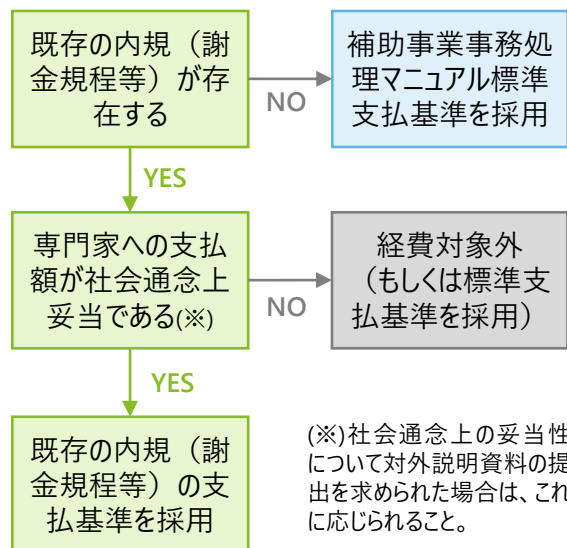 既存の内規（謝
金規程等）が存
在する
NO
補助事業事務処
理マニュアル標準
支払基準を採用
YES
専門家への支払
額が社会通念上
妥当である(※)
NO
経費対象外
（もしくは標準支
払基準を採用）
YES
既存の内規（謝
金規程等）の支
払基準を採用
(※)社会通念上の妥当性
について対外説明資料の提
出を求められた場合は、これ
に応じられること。